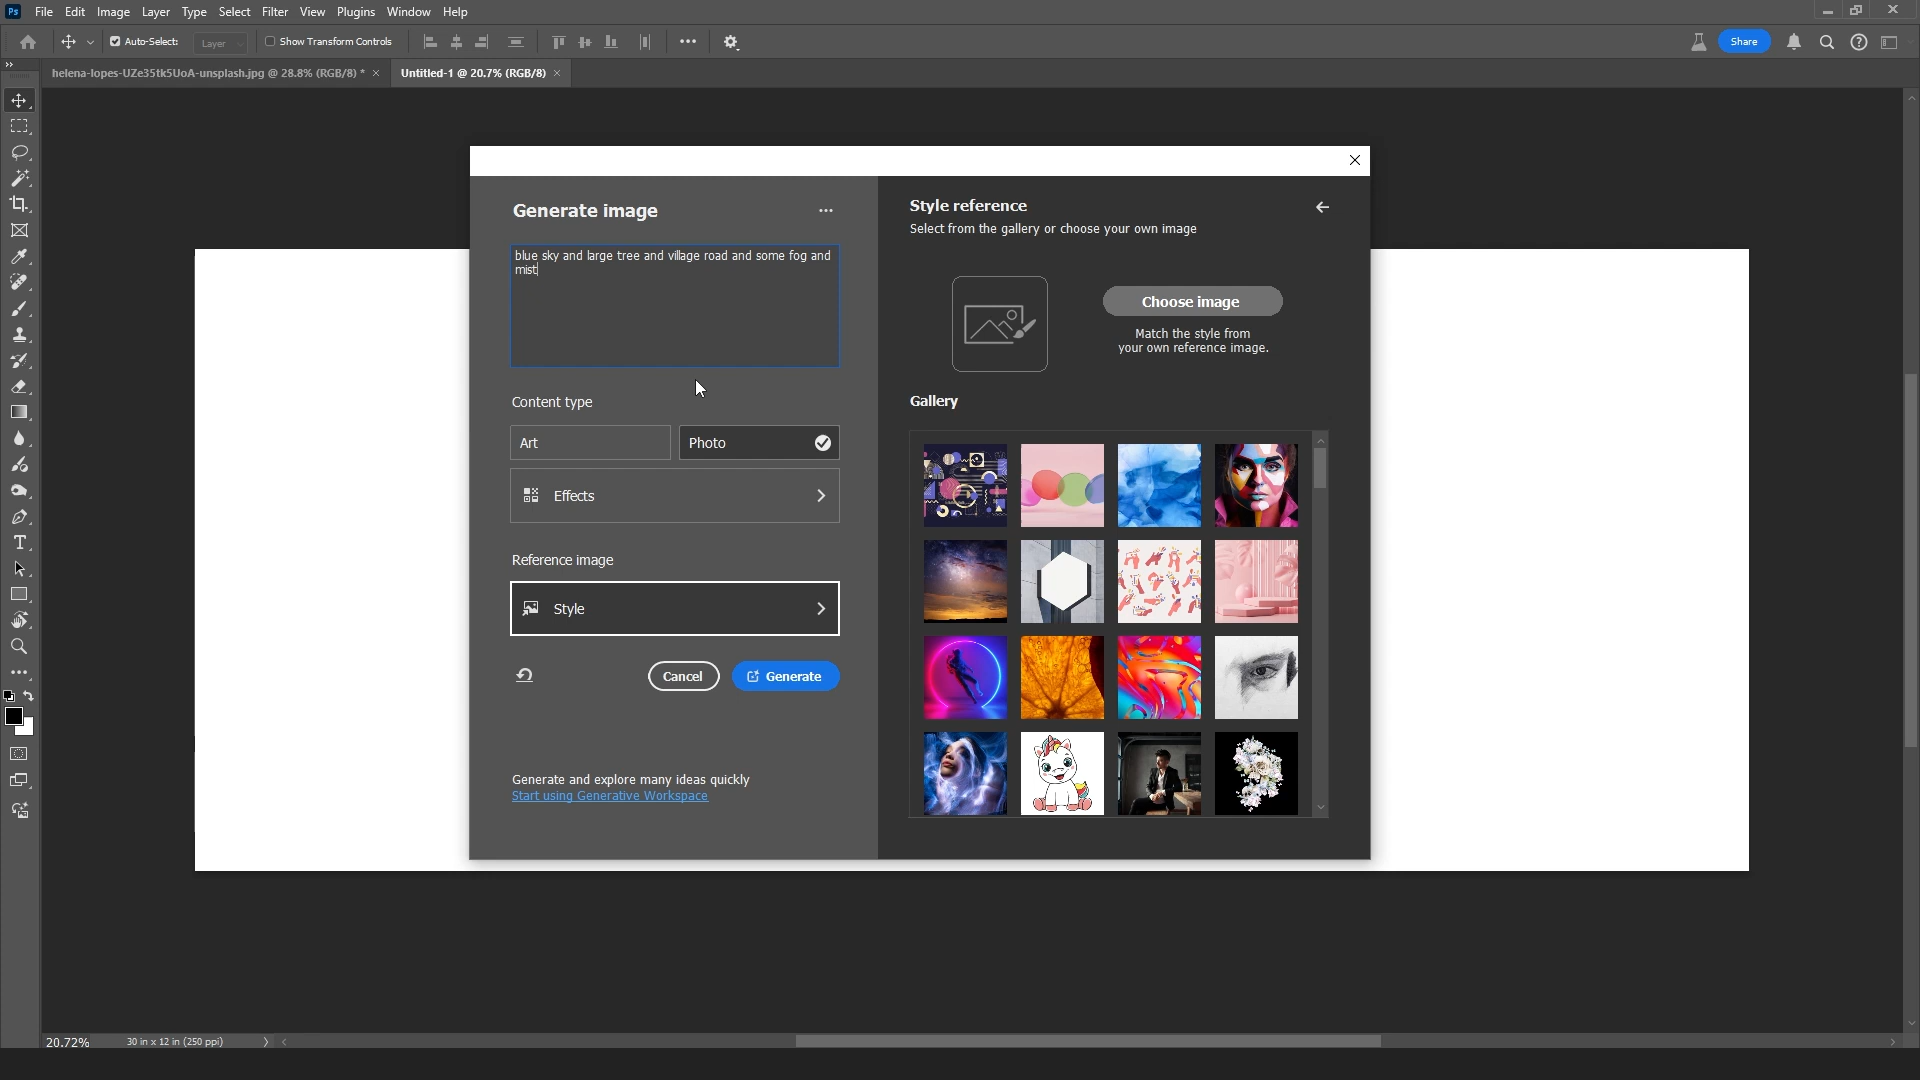 Ps File Edit Image Layer Type Select Filter View Plugins Window Help
Auto-Select: Layer Show Transform Controls Share
helena-lopes-UZe35tk5UoA-unsplash.jpg @ 28.8% (RGB/8) * Untitled-1 @ 20.7% (RGB/8)
Generate image
blue sky and large tree and village road and some fog and
mist
Content type
Art Photo
Effects
Reference image
Style
Cancel Generate
Generate and explore many ideas quickly
Start using Generative Workspace
Style reference
Select from the gallery or choose your own image
Choose image
Match the style from
your own reference image.
Gallery
20.72% 30 in x 12 in (250 ppi)